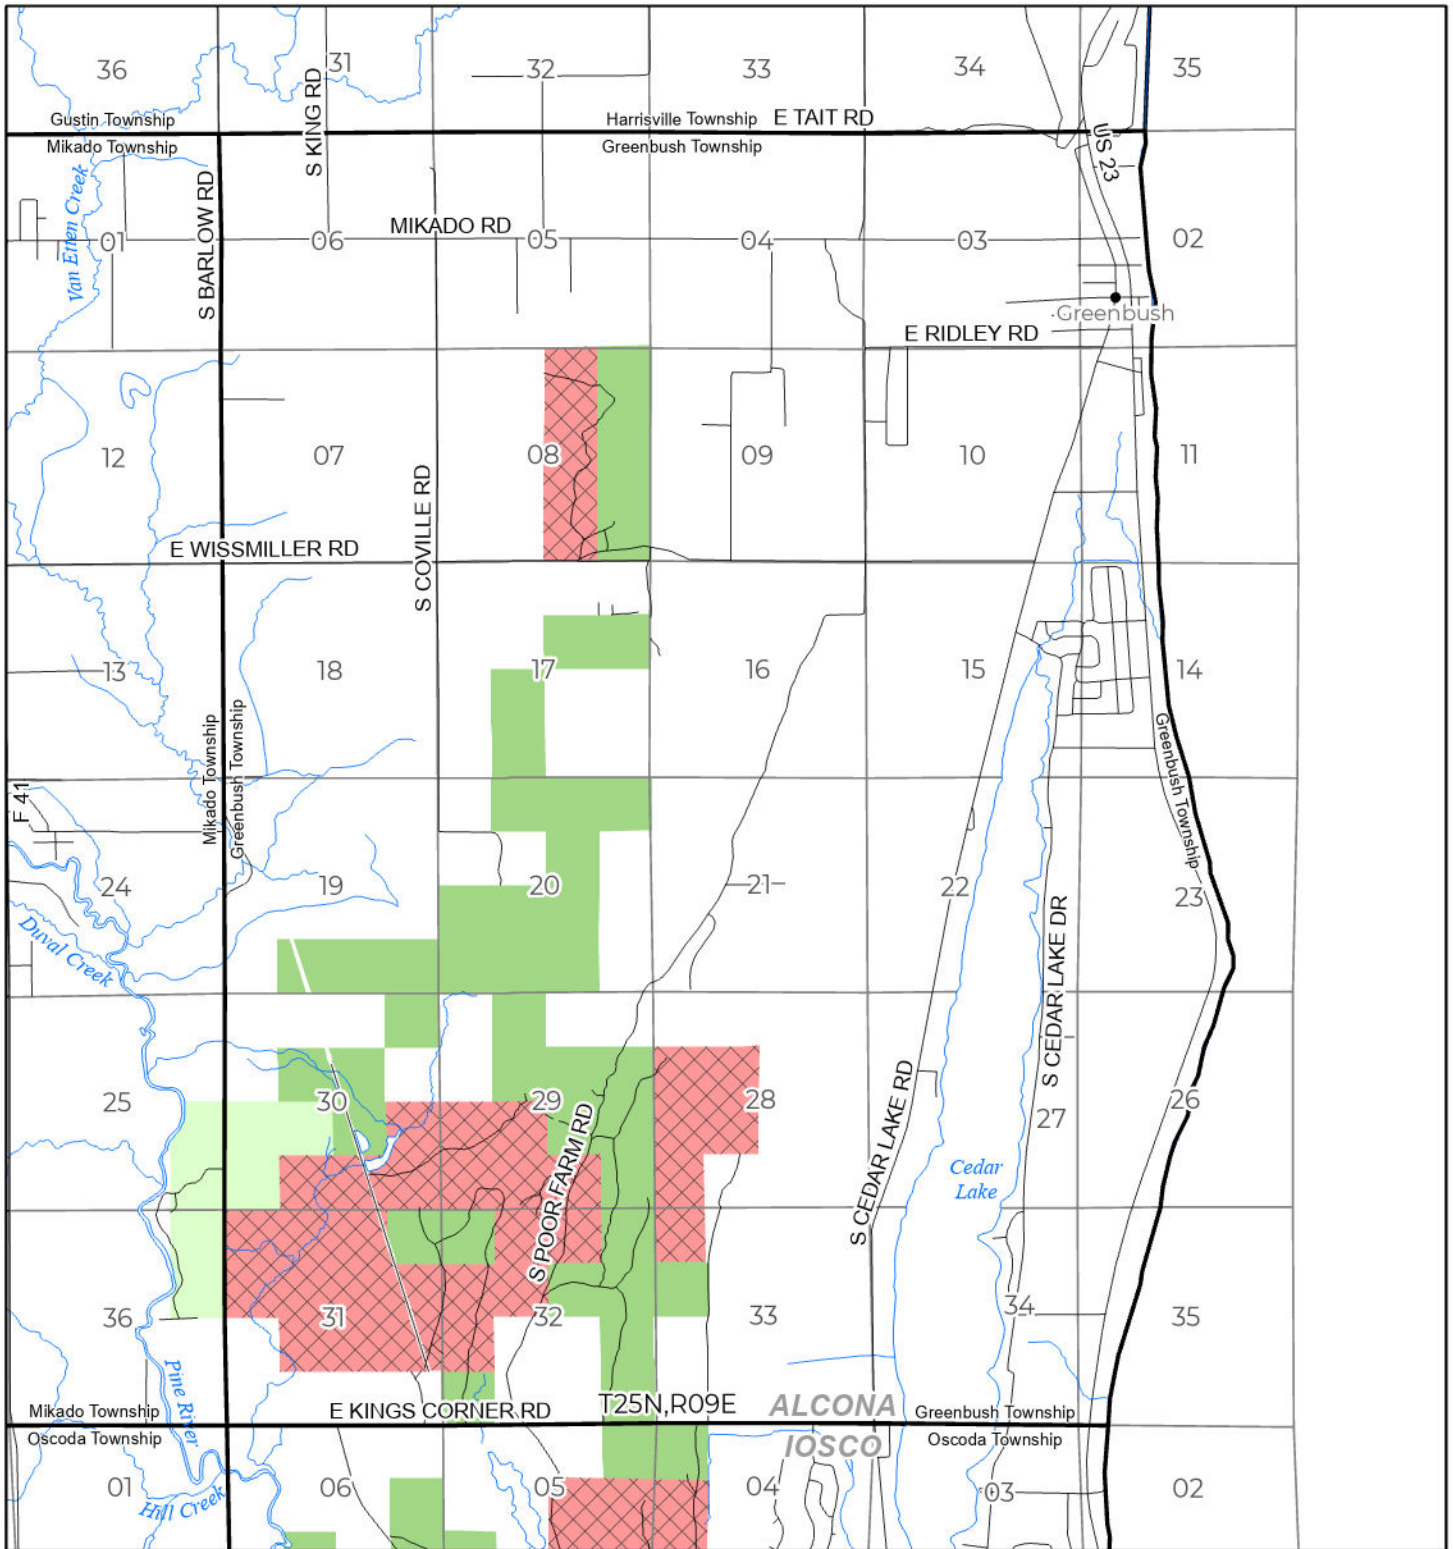 36
31
32
33
34
35
Gustin Township
Harrisville Township
E TAIT RD
Mikado Township
Greenbush Township
S KING RD
US 23
Van Etten Creek
S BARLOW RD
MIKADO RD
01
06
05
04
03
02
Greenbush
E RIDLEY RD
12
07
08
09
10
11
S COVILLE RD
E WISSMILLER RD
13
18
17
16
15
14
Mikado Township
Greenbush Township
Greenbush Township
F 41
24
19
20
21
22
23
Duval Creek
S CEDAR LAKE DR
25
30
29
28
27
26
S POOR FARM RD
S CEDAR LAKE RD
Cedar
Lake
36
31
32
33
34
35
Pine River
Mikado Township
E KINGS CORNER RD
T25N,R09E
ALCONA
Greenbush Township
Oscoda Township
IOSCO
Oscoda Township
01
06
05
04
03
02
Hill Creek